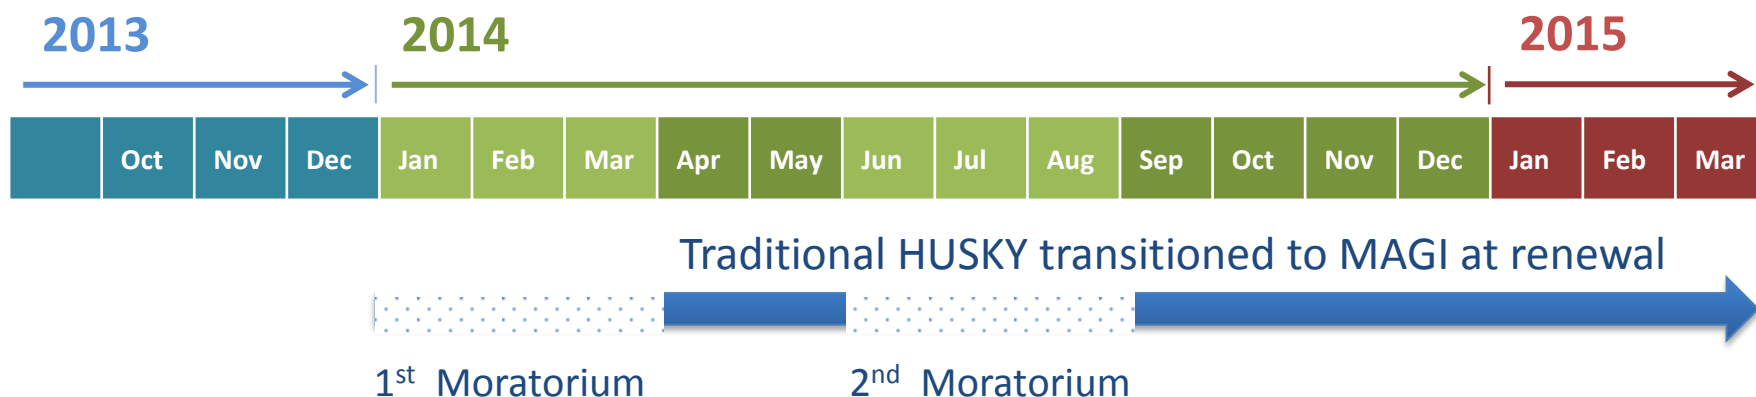 2013 2014 2015
Oct Nov Dec Jan Feb Mar Apr May Jun Jul Aug Sep Oct Nov Dec Jan Feb Mar
Traditional HUSKY transitioned to MAGI at renewal
1st Moratorium 2nd Moratorium